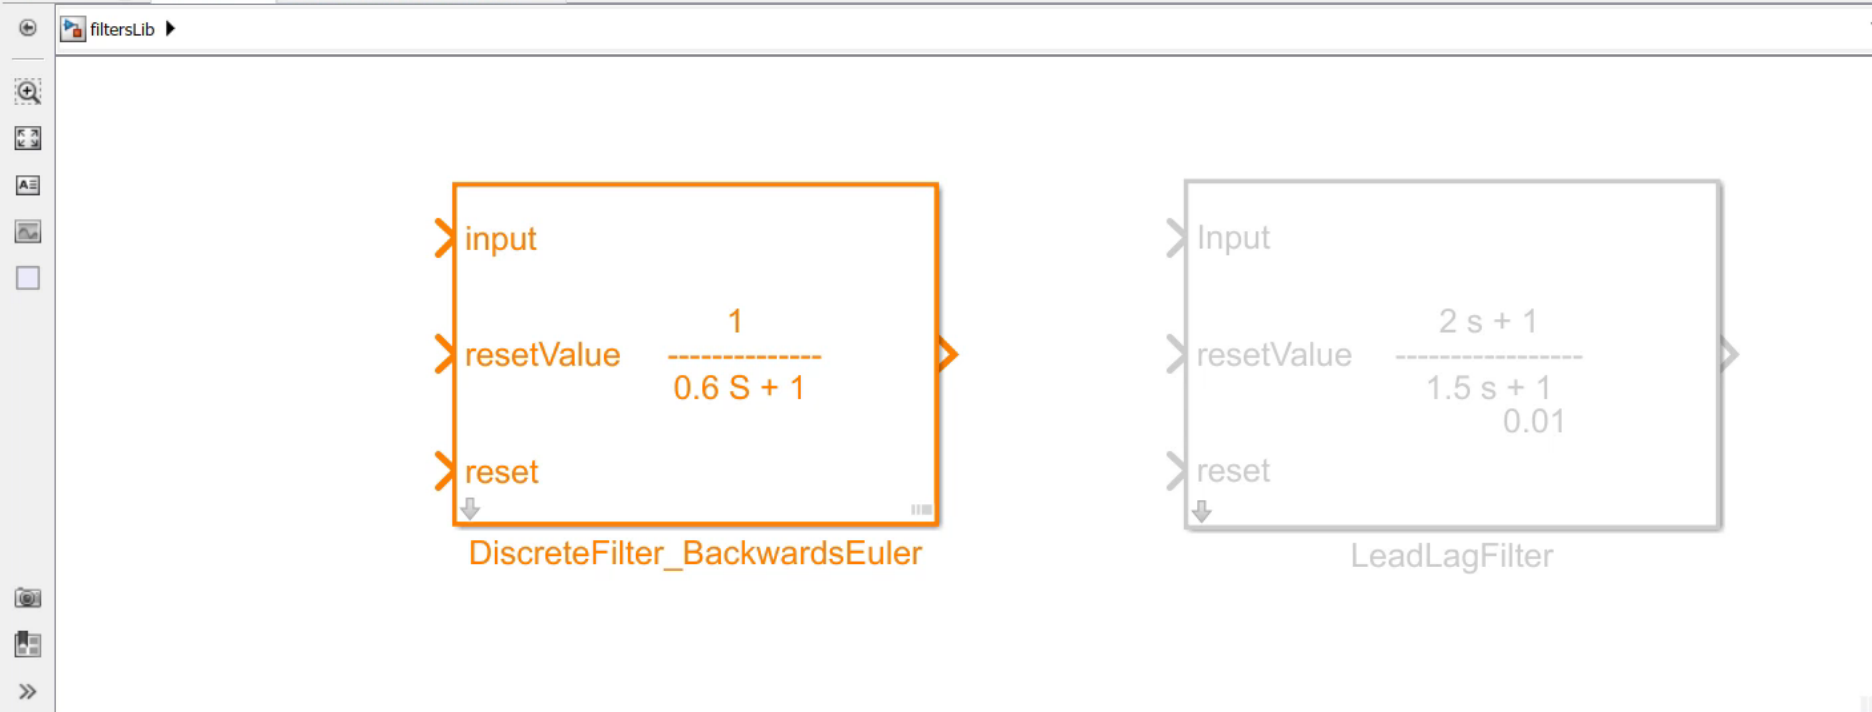 filtersLib
input
resetValue
reset
1
--------------
0.6 S + 1
DiscreteFilter_BackwardsEuler
Input
resetValue
reset
2 s + 1
-----------------
1.5 s + 1
0.01
LeadLagFilter